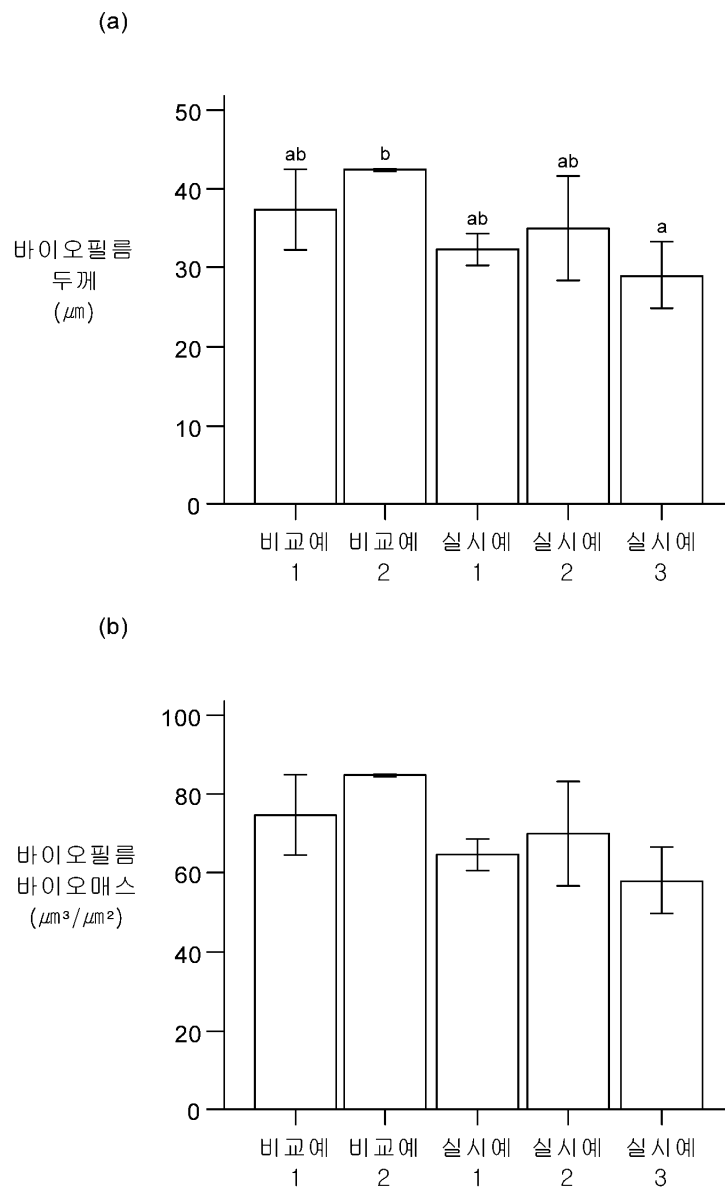 (a)
50
40
30
20
10
0
바이오필름
두께
(㎛)
ab
b
ab
ab
a
비교예
1
비교예
2
실시예
1
실시예
2
실시예
3
(b)
100
80
60
40
20
0
바이오필름
바이오매스
(㎛³/㎛²)
비교예
1
비교예
2
실시예
1
실시예
2
실시예
3